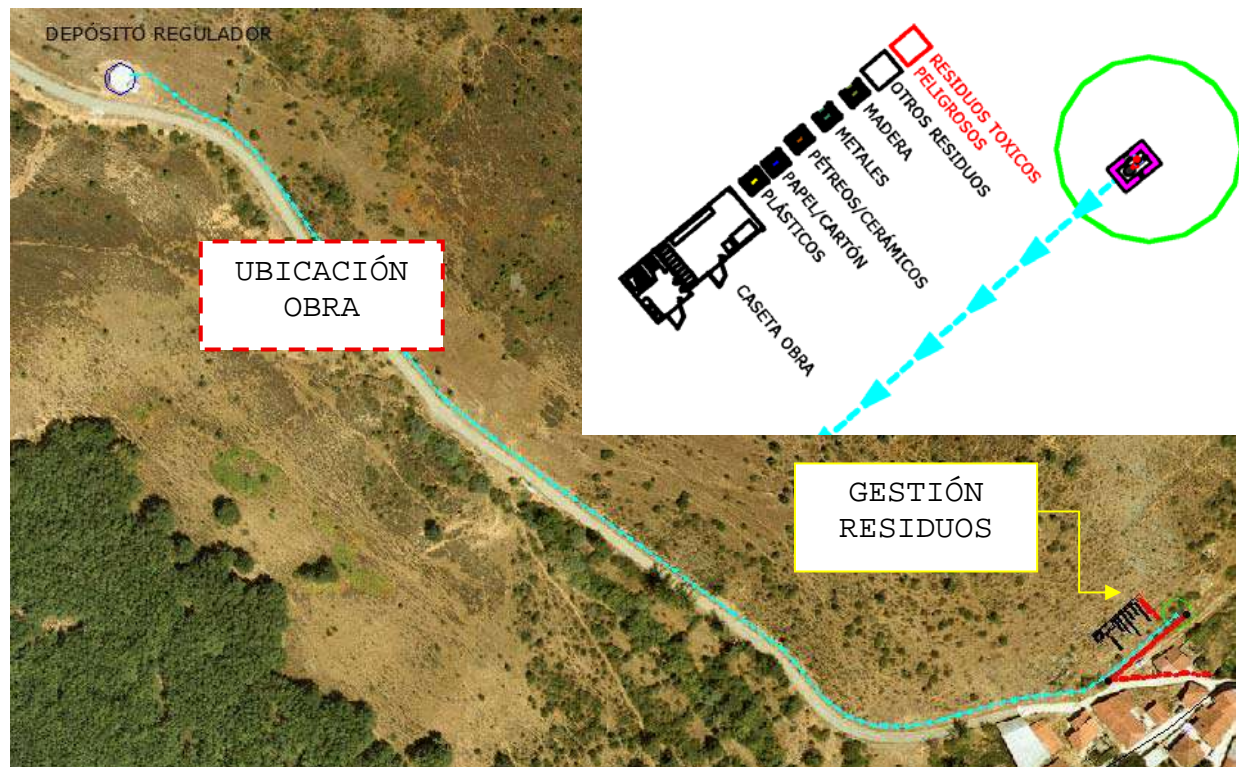 DEPÓSITO REGULADOR
UBICACIÓN
OBRA
RESIDUOS TOXICOS
PELIGROSOS
OTROS RESIDUOS
MADERA
METALES
PÉTREOS/CERÁMICOS
PAPEL/CARTÓN
PLÁSTICOS
CASETA OBRA
GESTIÓN
RESIDUOS